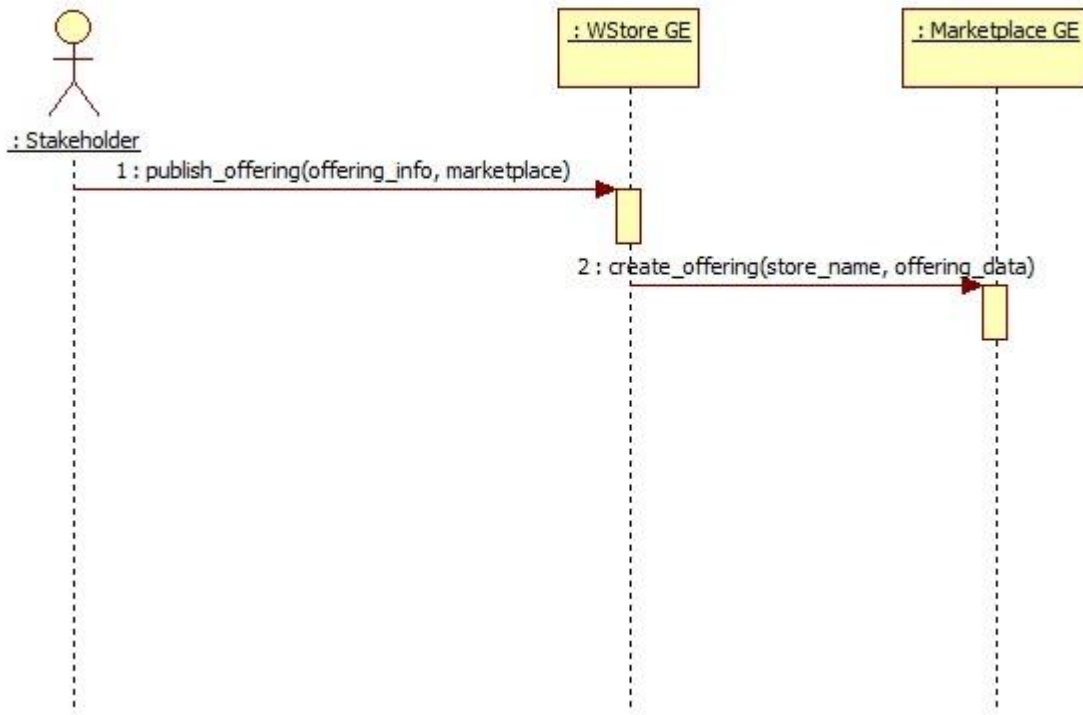 : WStore GE
: Marketplace GE
: Stakeholder
1 : publish_offering(offering_info, marketplace)
2 : create_offering(store_name, offering_data)